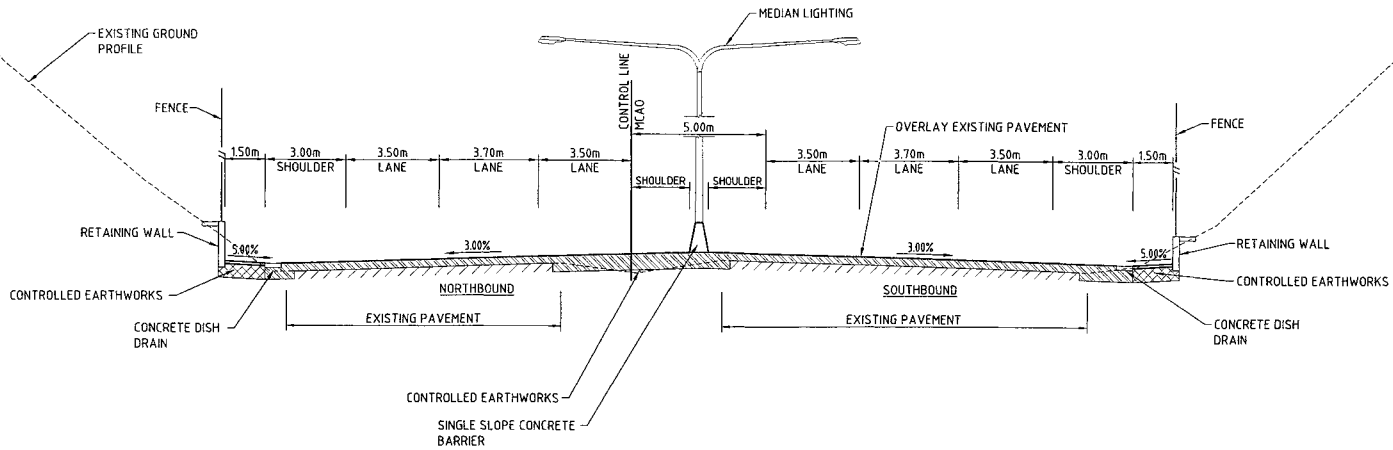 MEDIAN LIGHTING
EXISTING GROUND
PROFILE
FENCE
CONTROL LINE
MCAO
5.00m
OVERLAY EXISTING PAVEMENT
FENCE
1.50m
3.00m
SHOULDER
3.50m
LANE
3.70m
LANE
3.50m
LANE
SHOULDER
SHOULDER
3.50m
LANE
3.70m
LANE
3.50m
LANE
3.00m
SHOULDER
1.50m
RETAINING WALL
5.00%
3.00%
3.00%
5.00%
RETAINING WALL
CONTROLLED EARTHWORKS
NORTHBOUND
SOUTHBOUND
CONTROLLED EARTHWORKS
EXISTING PAVEMENT
EXISTING PAVEMENT
CONCRETE DISH
DRAIN
CONCRETE DISH
DRAIN
CONTROLLED EARTHWORKS
SINGLE SLOPE CONCRETE
BARRIER